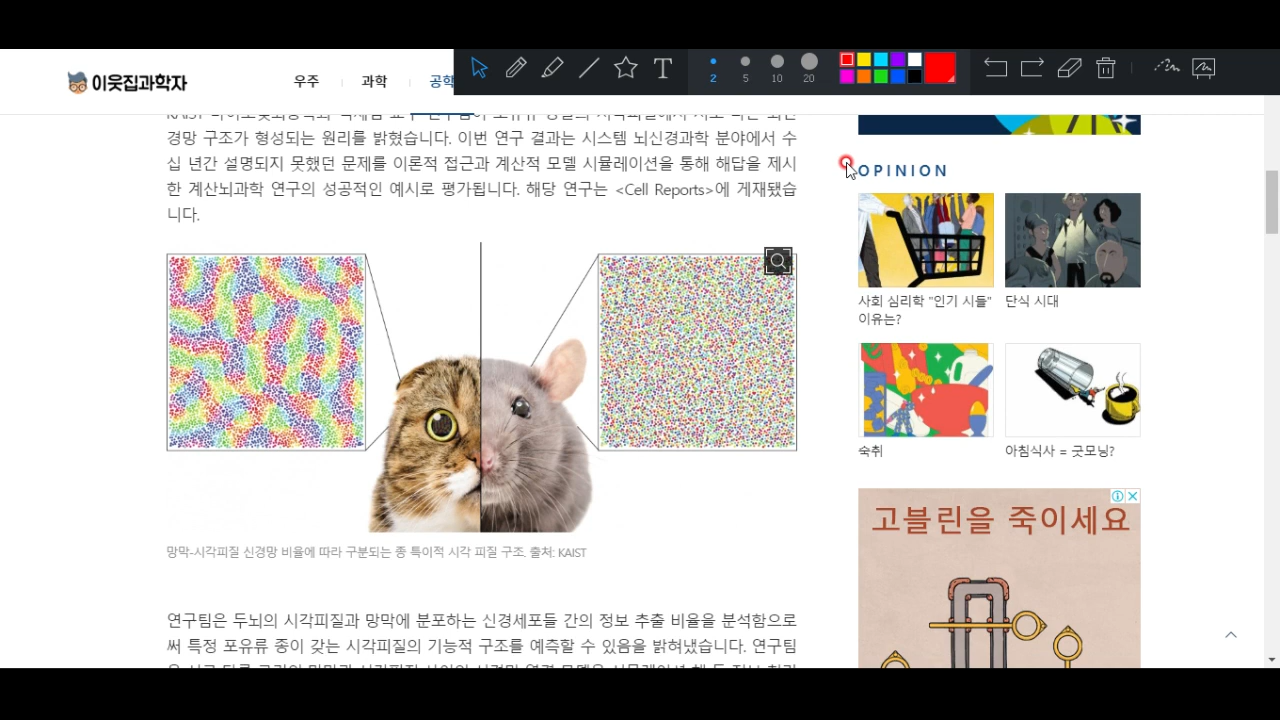 이웃집과학자
우주
과학
공학
T
2
5
10
20
경망 구조가 형성되는 원리를 밝혔습니다. 이번 연구 결과는 시스템 뇌신경과학 분야에서 수
십 년간 설명되지 못했던 문제를 이론적 접근과 계산적 모델 시뮬레이션을 통해 해답을 제시
한 계산뇌과학 연구의 성공적인 예시로 평가됩니다. 해당 연구는 <Cell Reports>에 게재됐습
니다.
망막-시각피질 신경망 비율에 따라 구분되는 종 특이적 시각 피질 구조. 출처: KAIST
연구팀은 두뇌의 시각피질과 망막에 분포하는 신경세포들 간의 정보 추출 비율을 분석함으로
써 특정 포유류 종이 갖는 시각피질의 기능적 구조를 예측할 수 있음을 밝혀냈습니다. 연구팀
OPINION
사회 심리학 "인기 시들"
이유는?
단식 시대
숙취
아침식사 = 굿모닝?
고블린을 죽이세요